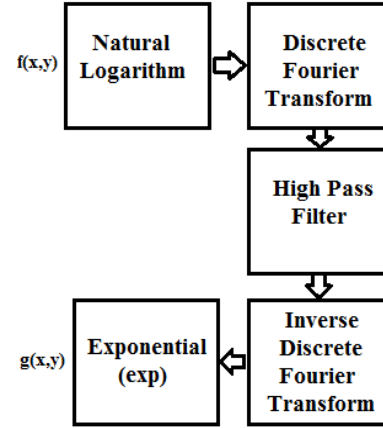 f(x,y)
Natural
Logarithm
Discrete
Fourier
Transform
High Pass
Filter
Inverse
Discrete
Fourier
Transform
Exponential
(exp)
g(x,y)